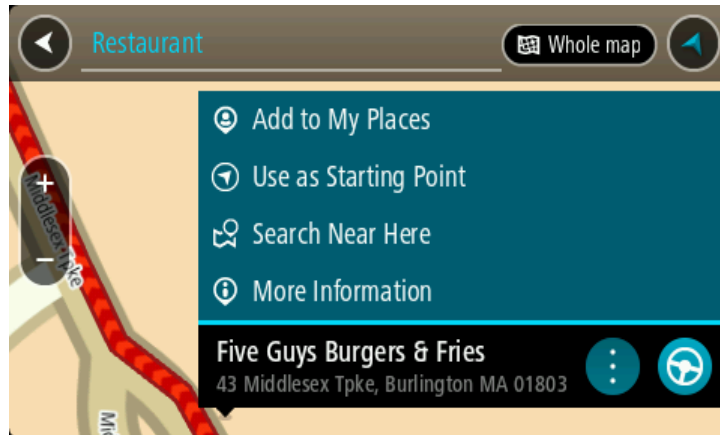 Restaurant
Whole map
Add to My Places
Use as Starting Point
Search Near Here
More Information
Five Guys Burgers & Fries
43 Middlesex Tpke, Burlington MA 01803
+
Middlesex Tpke
−
Mi